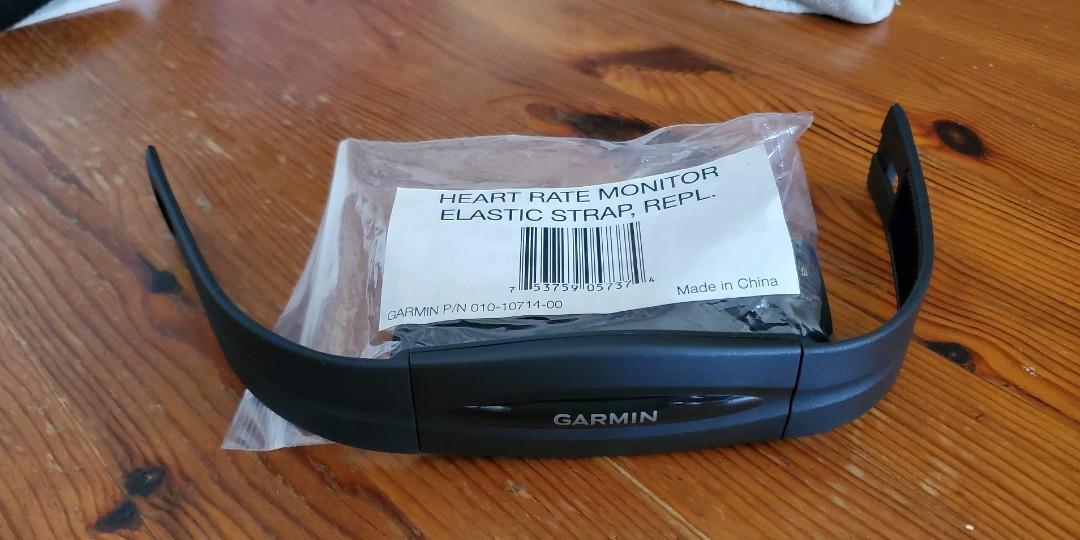 HEART RATE MONITOR
ELASTIC STRAP, REPL.
7 53759 05737 4
GARMIN P/N 010-10714-00
Made in China
GARMIN